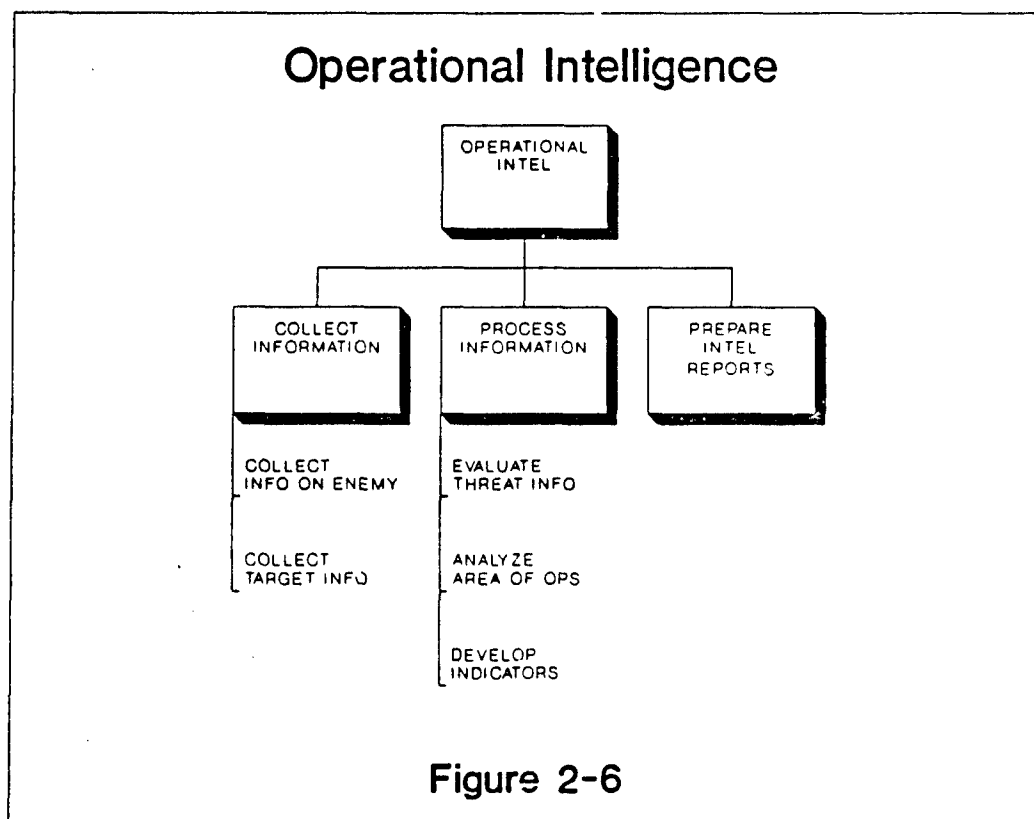 Operational Intelligence
OPERATIONAL
INTEL
COLLECT
INFORMATION
PROCESS
INFORMATION
PREPARE
INTEL
REPORTS
COLLECT
INFO ON ENEMY
COLLECT
TARGET INFO
EVALUATE
THREAT INFO
ANALYZE
AREA OF OPS
DEVELOP
INDICATORS
Figure 2-6